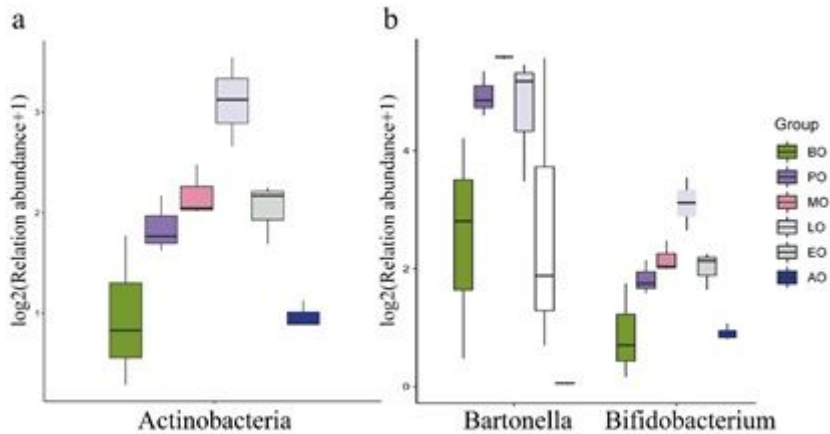 a
b
log2(Relation abundance+1)
3
2
1
Actinobacteria
log2(Relation abundance+1)
4
2
0
Bartonella
Bifidobacterium
Group
BO
PO
MO
LO
EO
AO